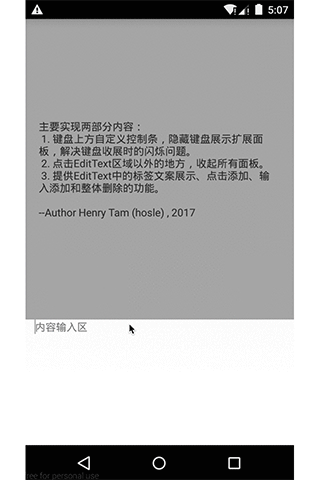 5:07
主要实现两部分内容：
1. 键盘上方自定义控制条，隐藏键盘展示扩展面
板，解决键盘收展时的闪烁问题。
2. 点击EditText区域以外的地方，收起所有面板。
3. 提供EditText中的标签文案展示、点击添加、输
入添加和整体删除的功能。
--Author Henry Tam (hosle) , 2017
内容输入区
ree for personal use